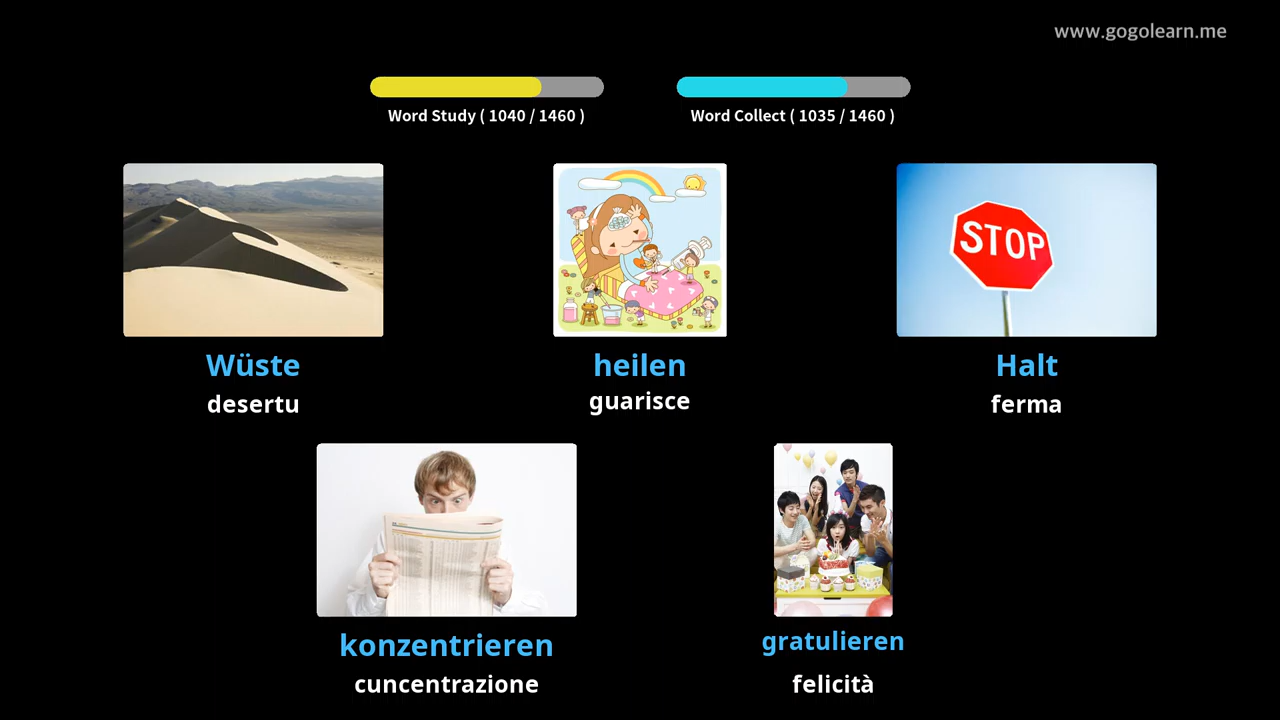 www.gogolearn.me
Word Study ( 1040 / 1460 )
Word Collect ( 1035 / 1460 )
STOP
Wüste
heilen
Halt
desertu
guarisce
ferma
konzentrieren
gratulieren
cuncentrazione
felicità